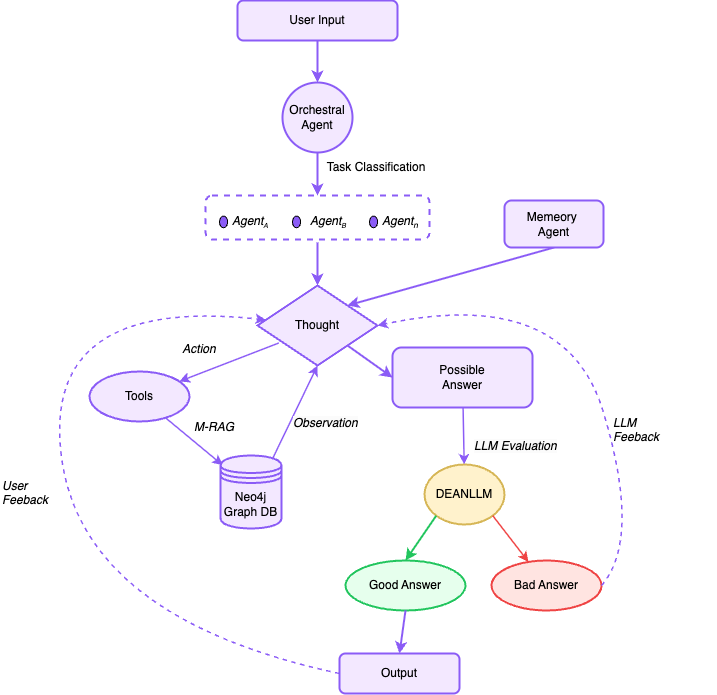 User Input
Orchestral
Agent
Task Classification
Agent_A Agent_B Agent_n
Memeory
Agent
Thought
Action
Possible
Answer
Tools
M-RAG
Observation
LLM
Feeback
LLM Evaluation
User
Feeback
Neo4j
Graph DB
DEANLLM
Good Answer
Bad Answer
Output